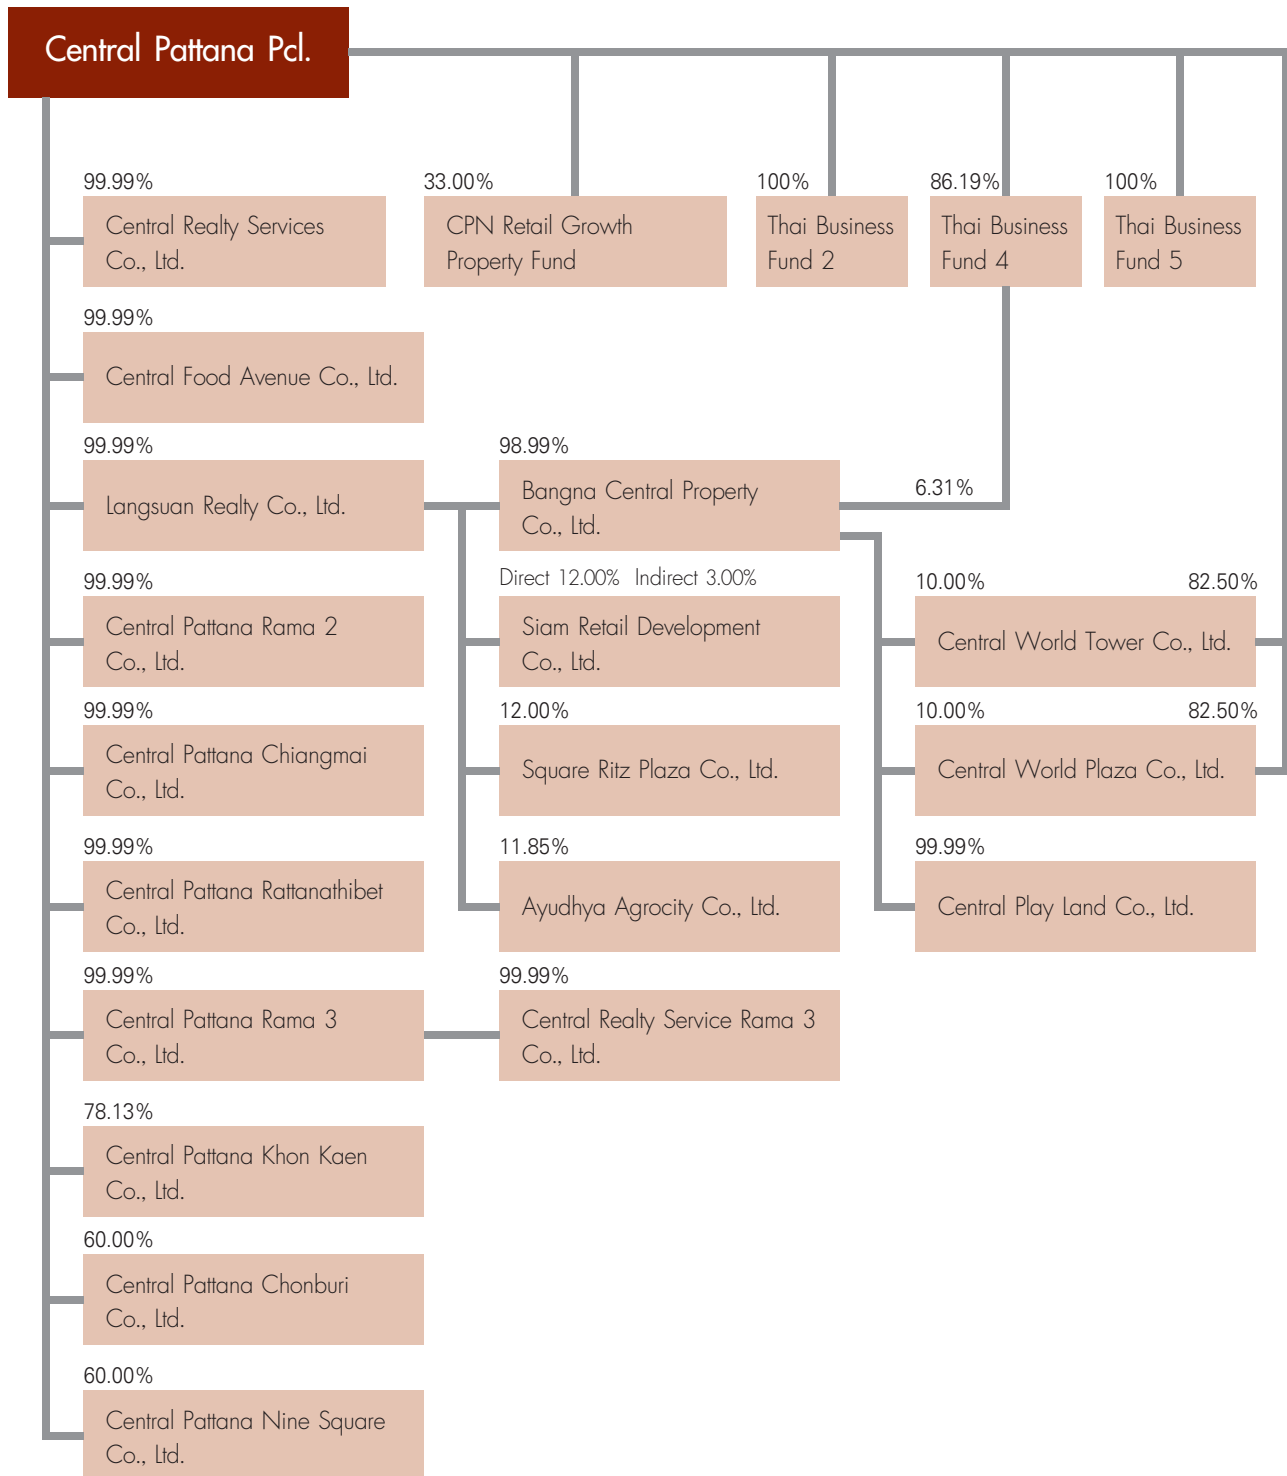 Central Pattana Pcl.
99.99%
Central Realty Services
Co., Ltd.
33.00%
CPN Retail Growth
Property Fund
100%
Thai Business
Fund 2
86.19%
Thai Business
Fund 4
100%
Thai Business
Fund 5
99.99%
Central Food Avenue Co., Ltd.
99.99%
Langsuan Realty Co., Ltd.
98.99%
Bangna Central Property
Co., Ltd.
6.31%
99.99%
Central Pattana Rama 2
Co., Ltd.
Direct 12.00% Indirect 3.00%
Siam Retail Development
Co., Ltd.
10.00% 82.50%
Central World Tower Co., Ltd.
99.99%
Central Pattana Chiangmai
Co., Ltd.
12.00%
Square Ritz Plaza Co., Ltd.
10.00% 82.50%
Central World Plaza Co., Ltd.
99.99%
Central Pattana Rattanathibet
Co., Ltd.
11.85%
Ayudhya Agrocity Co., Ltd.
99.99%
Central Play Land Co., Ltd.
99.99%
Central Pattana Rama 3
Co., Ltd.
99.99%
Central Realty Service Rama 3
Co., Ltd.
78.13%
Central Pattana Khon Kaen
Co., Ltd.
60.00%
Central Pattana Chonburi
Co., Ltd.
60.00%
Central Pattana Nine Square
Co., Ltd.